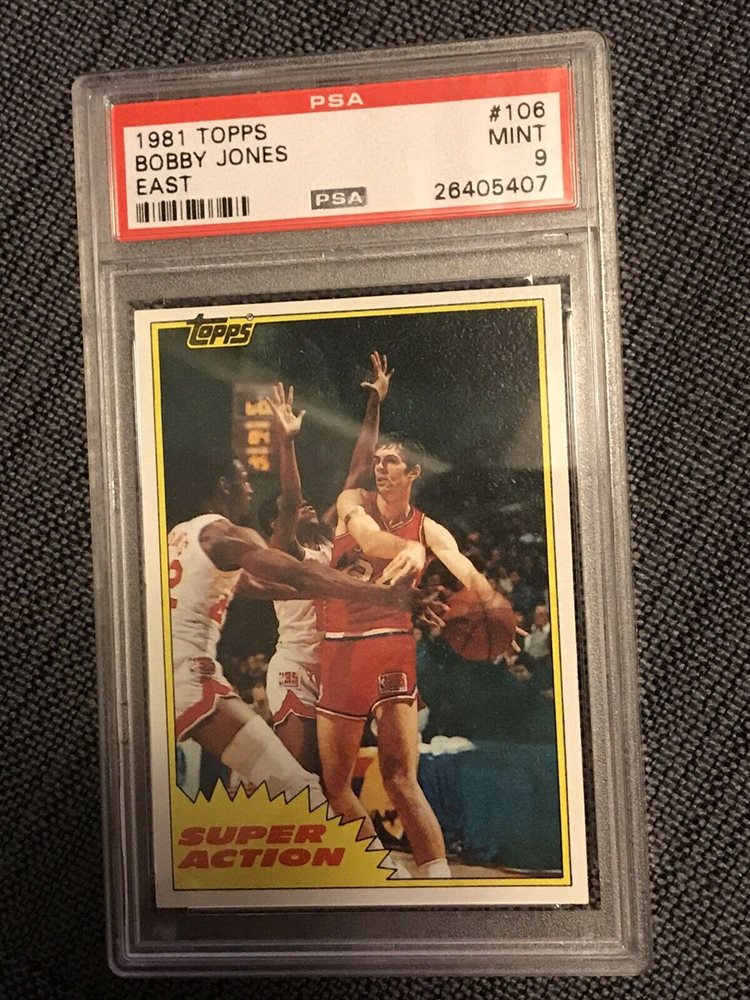 PSA
1981 TOPPS #106
BOBBY JONES MINT
EAST 9
PSA 26405407
TOPPS
SUPER
ACTION